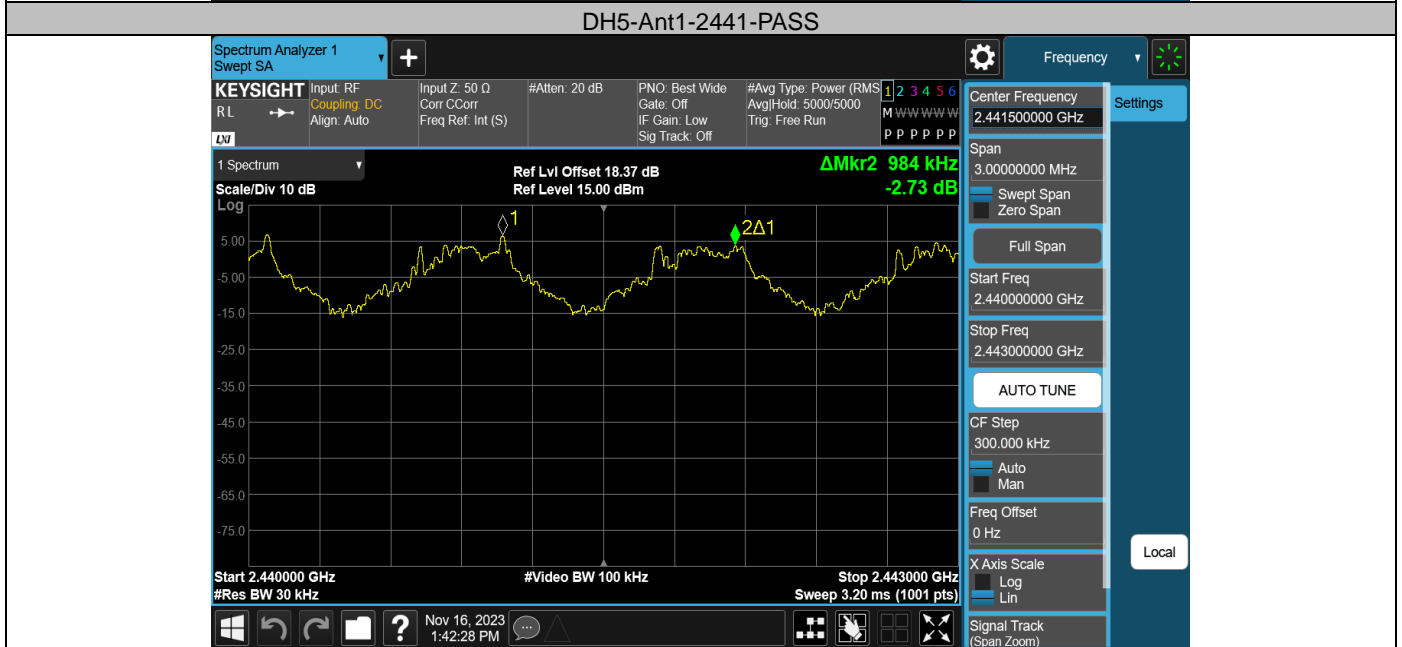 DH5-Ant1-2441-PASS
Spectrum Analyzer 1
Swept SA
Frequency
KEYSIGHT
RL
LXI
Input: RF
Coupling: DC
Align: Auto
Input Z: 50 Ω
Corr CCorr
Freq Ref: Int (S)
#Atten: 20 dB
PNO: Best Wide
Gate: Off
IF Gain: Low
Sig Track: Off
#Avg Type: Power (RMS
Avg|Hold: 5000/5000
Trig: Free Run
1 2 3 4 5 6
M W W W W W
P P P P P P
1 Spectrum
Scale/Div 10 dB
Log
Ref Lvl Offset 18.37 dB
Ref Level 15.00 dBm
ΔMkr2 984 kHz
-2.73 dB
1
2Δ1
5.00
-5.00
-15.0
-25.0
-35.0
-45.0
-55.0
-65.0
-75.0
Start 2.440000 GHz
#Res BW 30 kHz
#Video BW 100 kHz
Stop 2.443000 GHz
Sweep 3.20 ms (1001 pts)
Center Frequency
2.441500000 GHz
Settings
Span
3.00000000 MHz
Swept Span
Zero Span
Full Span
Start Freq
2.440000000 GHz
Stop Freq
2.443000000 GHz
AUTO TUNE
CF Step
300.000 kHz
Auto
Man
Freq Offset
0 Hz
X Axis Scale
Log
Lin
Local
Signal Track
(Span Zoom)
?
Nov 16, 2023
1:42:28 PM